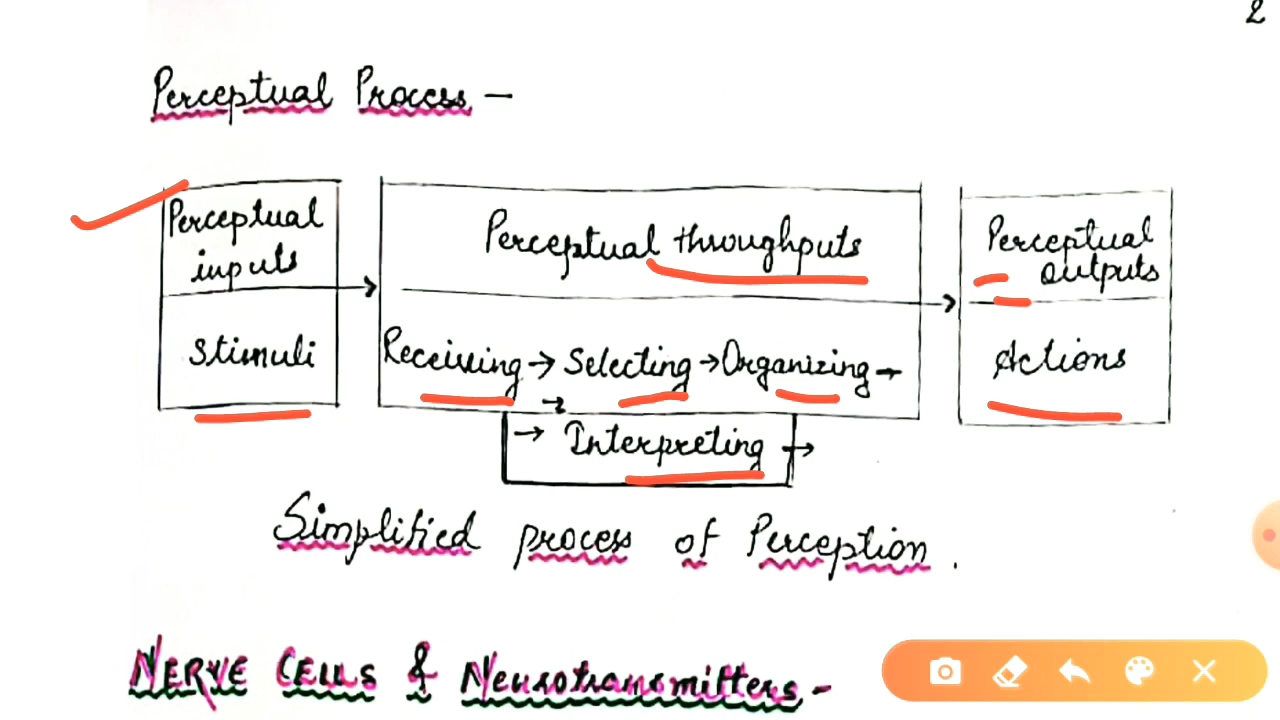 2
Perceptual Process –
Perceptual
inputs
Stimuli
Perceptual throughputs
Receiving → Selecting → Organizing →
→
→ Interpreting →
Perceptual
outputs
Actions
Simplified process of Perception .
NERVE CELLS & Neurotransmitters –